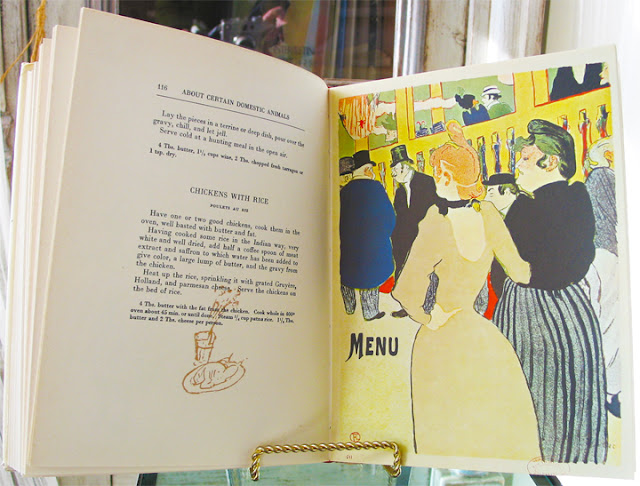 116
ABOUT CERTAIN DOMESTIC ANIMALS
Lay the pieces in a terrine or deep dish, pour over the
gravy, chill, and let jell.
Serve cold at a hunting meal in the open air.
4 Tbs. butter, 1½ cups wine, 2 Tbs. chopped fresh tarragon or
1 tsp. dry.
CHICKENS WITH RICE
POULETS AU RIZ
Have one or two good chickens, cook them in the
oven, well basted with butter and fat.
Having cooked some rice in the Indian way, very
white and well dried, add half a coffee spoon of meat
extract and saffron to which water has been added to
give color, a large lump of butter, and the gravy from
the chicken.
Heat up the rice, sprinkling it with grated Gruyère,
Holland, and parmesan cheese. Serve the chickens on
the bed of rice.
4 Tbs. butter with the fat from the chicken. Cook whole in 400°
oven about 45 min. or until done. Steam cup patna rice. Tbs.
butter and 2 Tbs. cheese per person.
MENU